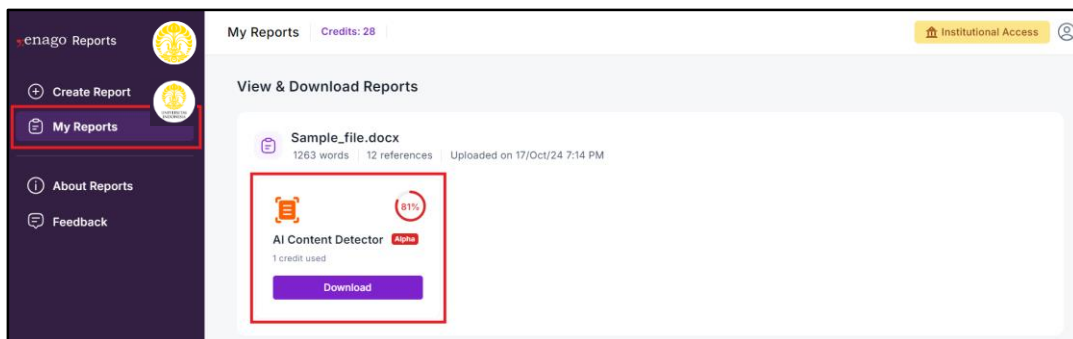 enago Reports
Create Report
My Reports
About Reports
Feedback
My Reports Credits: 28
Institutional Access
View & Download Reports
Sample_file.docx
1263 words 12 references Uploaded on 17/Oct/24 7:14 PM
81%
AI Content Detector Alpha
1 credit used
Download